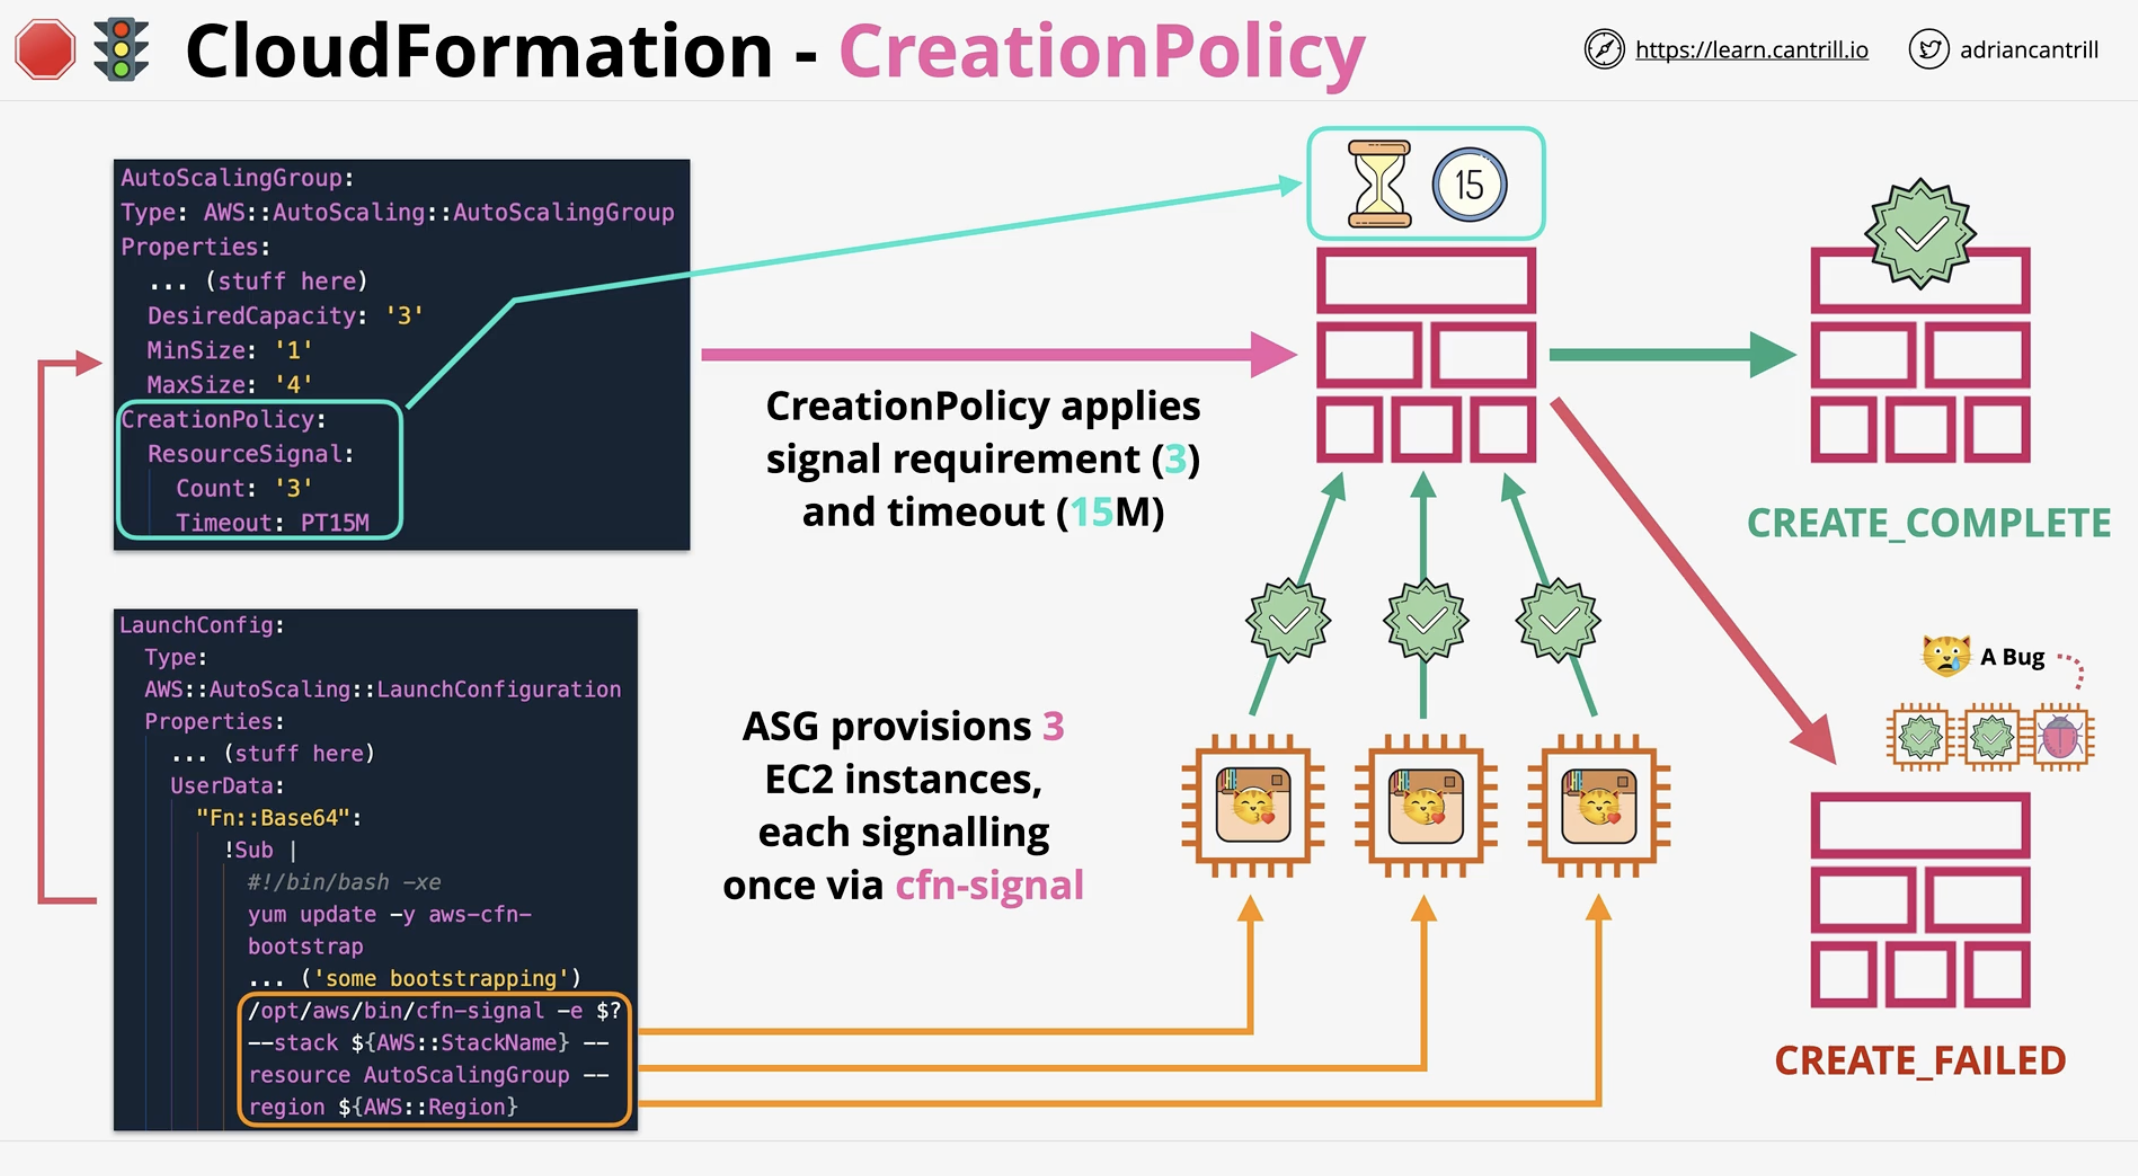 CloudFormation - CreationPolicy
https://learn.cantrill.io
adriancantrill
AutoScalingGroup:
Type: AWS::AutoScaling::AutoScalingGroup
Properties:
... (stuff here)
DesiredCapacity: '3'
MinSize: '1'
MaxSize: '4'
CreationPolicy:
ResourceSignal:
Count: '3'
Timeout: PT15M
CreationPolicy applies
signal requirement (3)
and timeout (15M)
15
CREATE_COMPLETE
LaunchConfig:
Type:
AWS::AutoScaling::LaunchConfiguration
Properties:
... (stuff here)
UserData:
"Fn::Base64":
!Sub |
#!/bin/bash -xe
yum update -y aws-cfn-
bootstrap
... ('some bootstrapping')
/opt/aws/bin/cfn-signal -e $?
--stack ${AWS::StackName} --
resource AutoScalingGroup --
region ${AWS::Region}
ASG provisions 3
EC2 instances,
each signalling
once via cfn-signal
A Bug
CREATE_FAILED